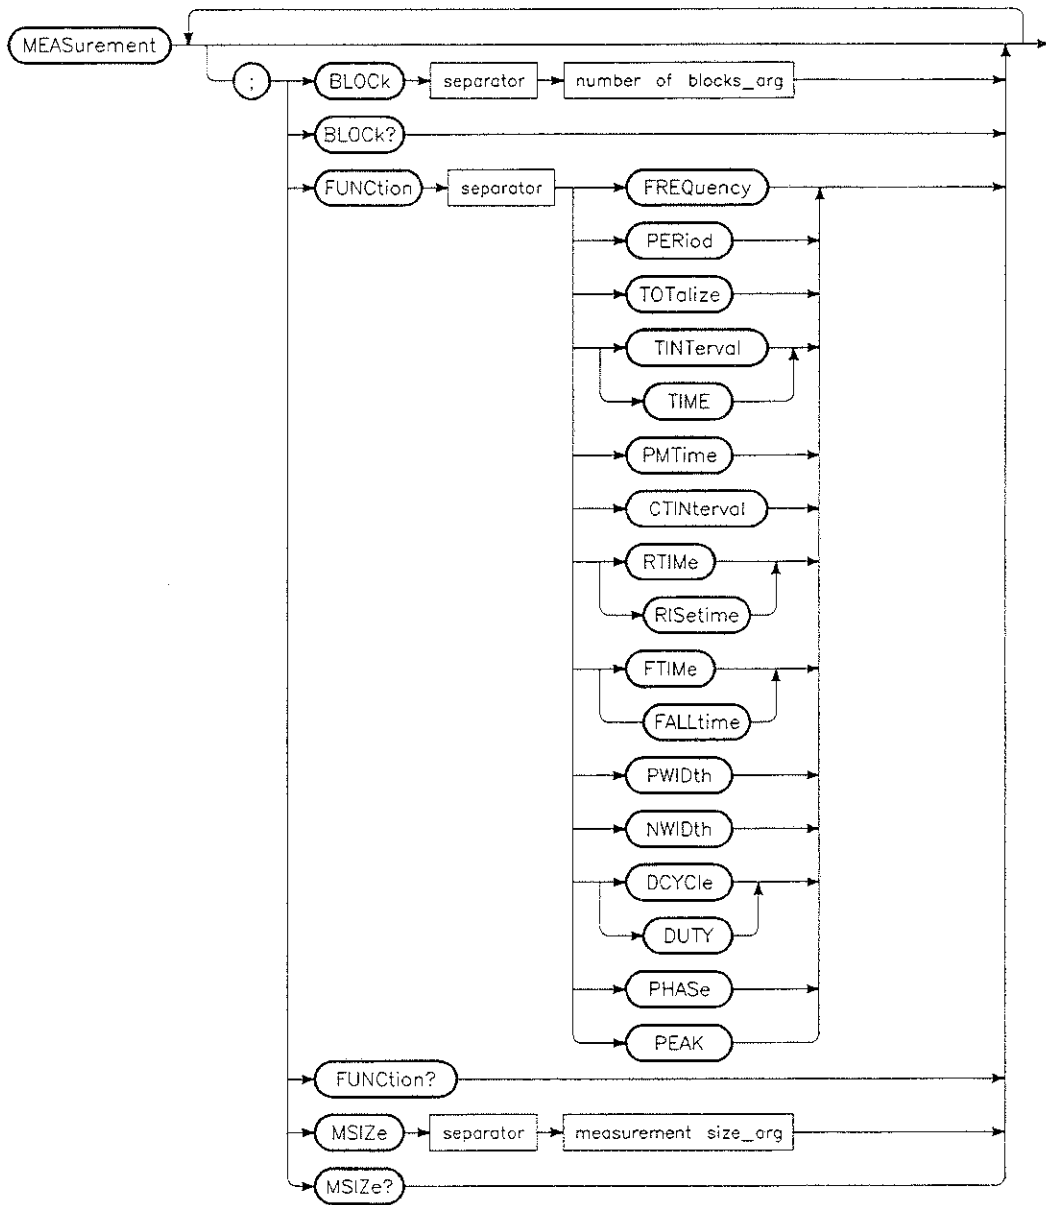 MEASurement
; BLOCk separator number of blocks_arg
BLOCk?
FUNCtion separator FREQuency
PERiod
TOTalize
TINTerval
TIME
PMTime
CTINterval
RTIMe
RISetime
FTIMe
FALLtime
PWIDth
NWIDth
DCYCle
DUTY
PHASe
PEAK
FUNCtion?
MSIZe separator measurement size_arg
MSIZe?